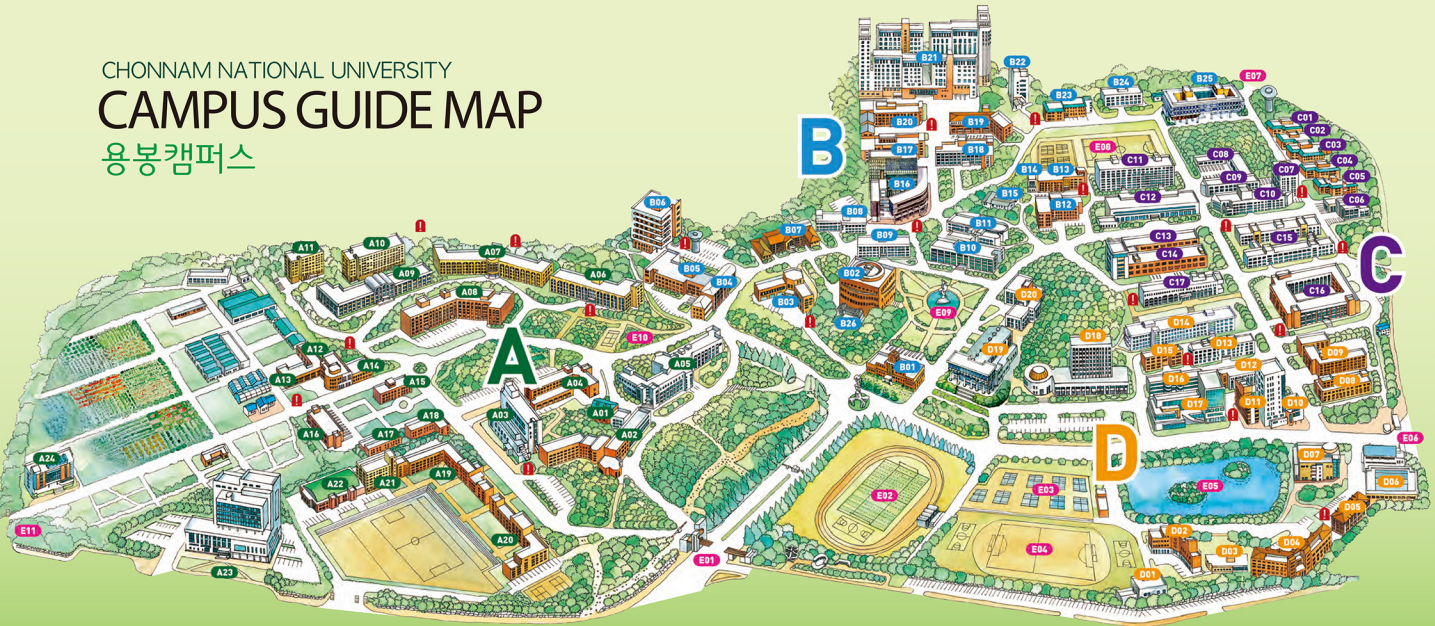 CHONNAM NATIONAL UNIVERSITY
CAMPUS GUIDE MAP
용봉캠퍼스
B21
B22
B23
B24
B25
E07
B20
B19
B17
B18
B16
B
E08
B14
B13
B15
B12
C11
C12
C08
C09
C07
C10
C01
C02
C03
C04
C05
C06
B06
B08
B07
B09
B11
B10
C13
C14
C15
C
C17
C16
A11
A10
A07
A09
A06
A08
B05
B04
B03
B02
B26
E09
D20
E10
A
A05
B01
D19
D18
D14
D15
D13
D16
D12
D17
D11
D10
D09
D08
A12
A13
A14
A15
A04
A03
A01
A02
A16
A17
A18
A24
A22
A21
A19
A20
A23
E11
E01
E02
E03
E04
D
E05
E06
D07
D06
D05
D02
D04
D03
D01